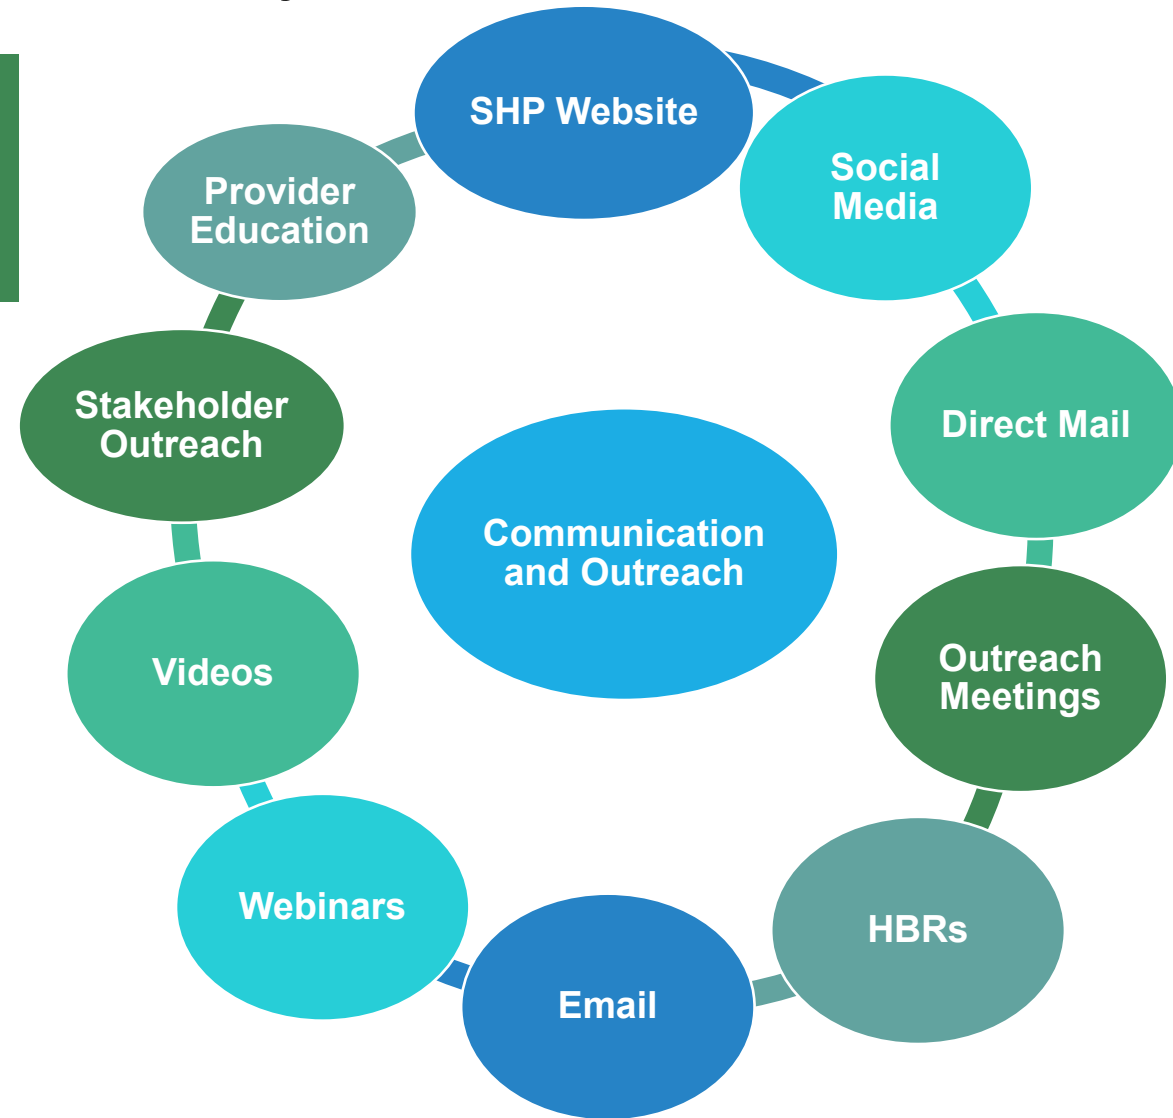 SHP Website
Social
Media
Provider
Education
Direct Mail
Stakeholder
Outreach
Communication
and Outreach
Outreach
Meetings
Videos
Webinars
HBRs
Email